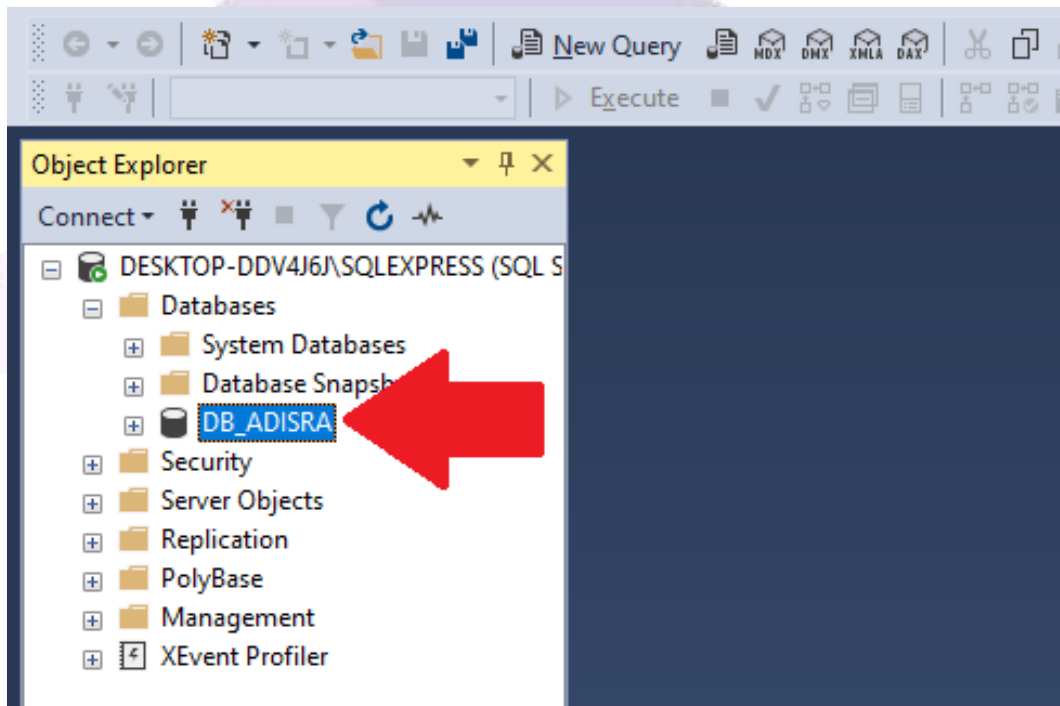 New Query MDX DMX XMLA DAX
Execute
Object Explorer
Connect
DESKTOP-DDV4J6J\SQLEXPRESS (SQL S
Databases
System Databases
Database Snapsh
DB_ADISRA
Security
Server Objects
Replication
PolyBase
Management
XEvent Profiler